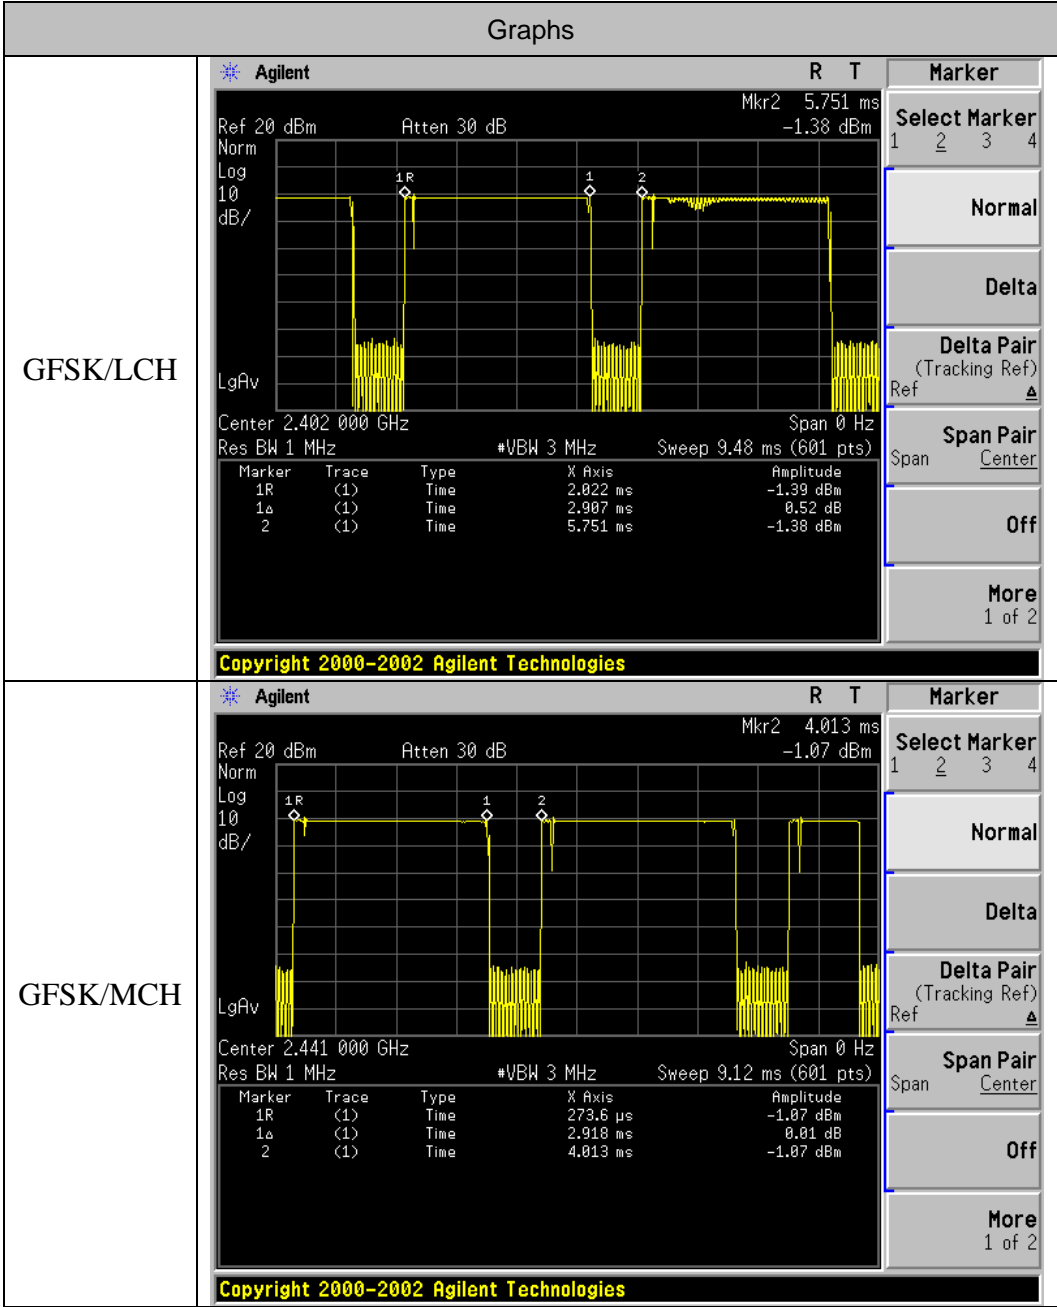 Graphs
GFSK/LCH
Agilent R T Marker
Mkr2 5.751 ms
Ref 20 dBm Atten 30 dB -1.38 dBm
Norm
Log
10
dB/
1R 1 2
LgAv
Center 2.402 000 GHz Span 0 Hz
Res BW 1 MHz #VBW 3 MHz Sweep 9.48 ms (601 pts)
Marker Trace Type X Axis Amplitude
1R (1) Time 2.022 ms -1.39 dBm
1Δ (1) Time 2.907 ms 0.52 dB
2 (1) Time 5.751 ms -1.38 dBm
Select Marker
1 2 3 4
Normal
Delta
Delta Pair
(Tracking Ref)
Ref Δ
Span Pair
Span Center
Off
More
1 of 2
Copyright 2000-2002 Agilent Technologies
GFSK/MCH
Agilent R T Marker
Mkr2 4.013 ms
Ref 20 dBm Atten 30 dB -1.07 dBm
Norm
Log
10
dB/
1R 1 2
LgAv
Center 2.441 000 GHz Span 0 Hz
Res BW 1 MHz #VBW 3 MHz Sweep 9.12 ms (601 pts)
Marker Trace Type X Axis Amplitude
1R (1) Time 273.6 µs -1.07 dBm
1Δ (1) Time 2.918 ms 0.01 dB
2 (1) Time 4.013 ms -1.07 dBm
Select Marker
1 2 3 4
Normal
Delta
Delta Pair
(Tracking Ref)
Ref Δ
Span Pair
Span Center
Off
More
1 of 2
Copyright 2000-2002 Agilent Technologies